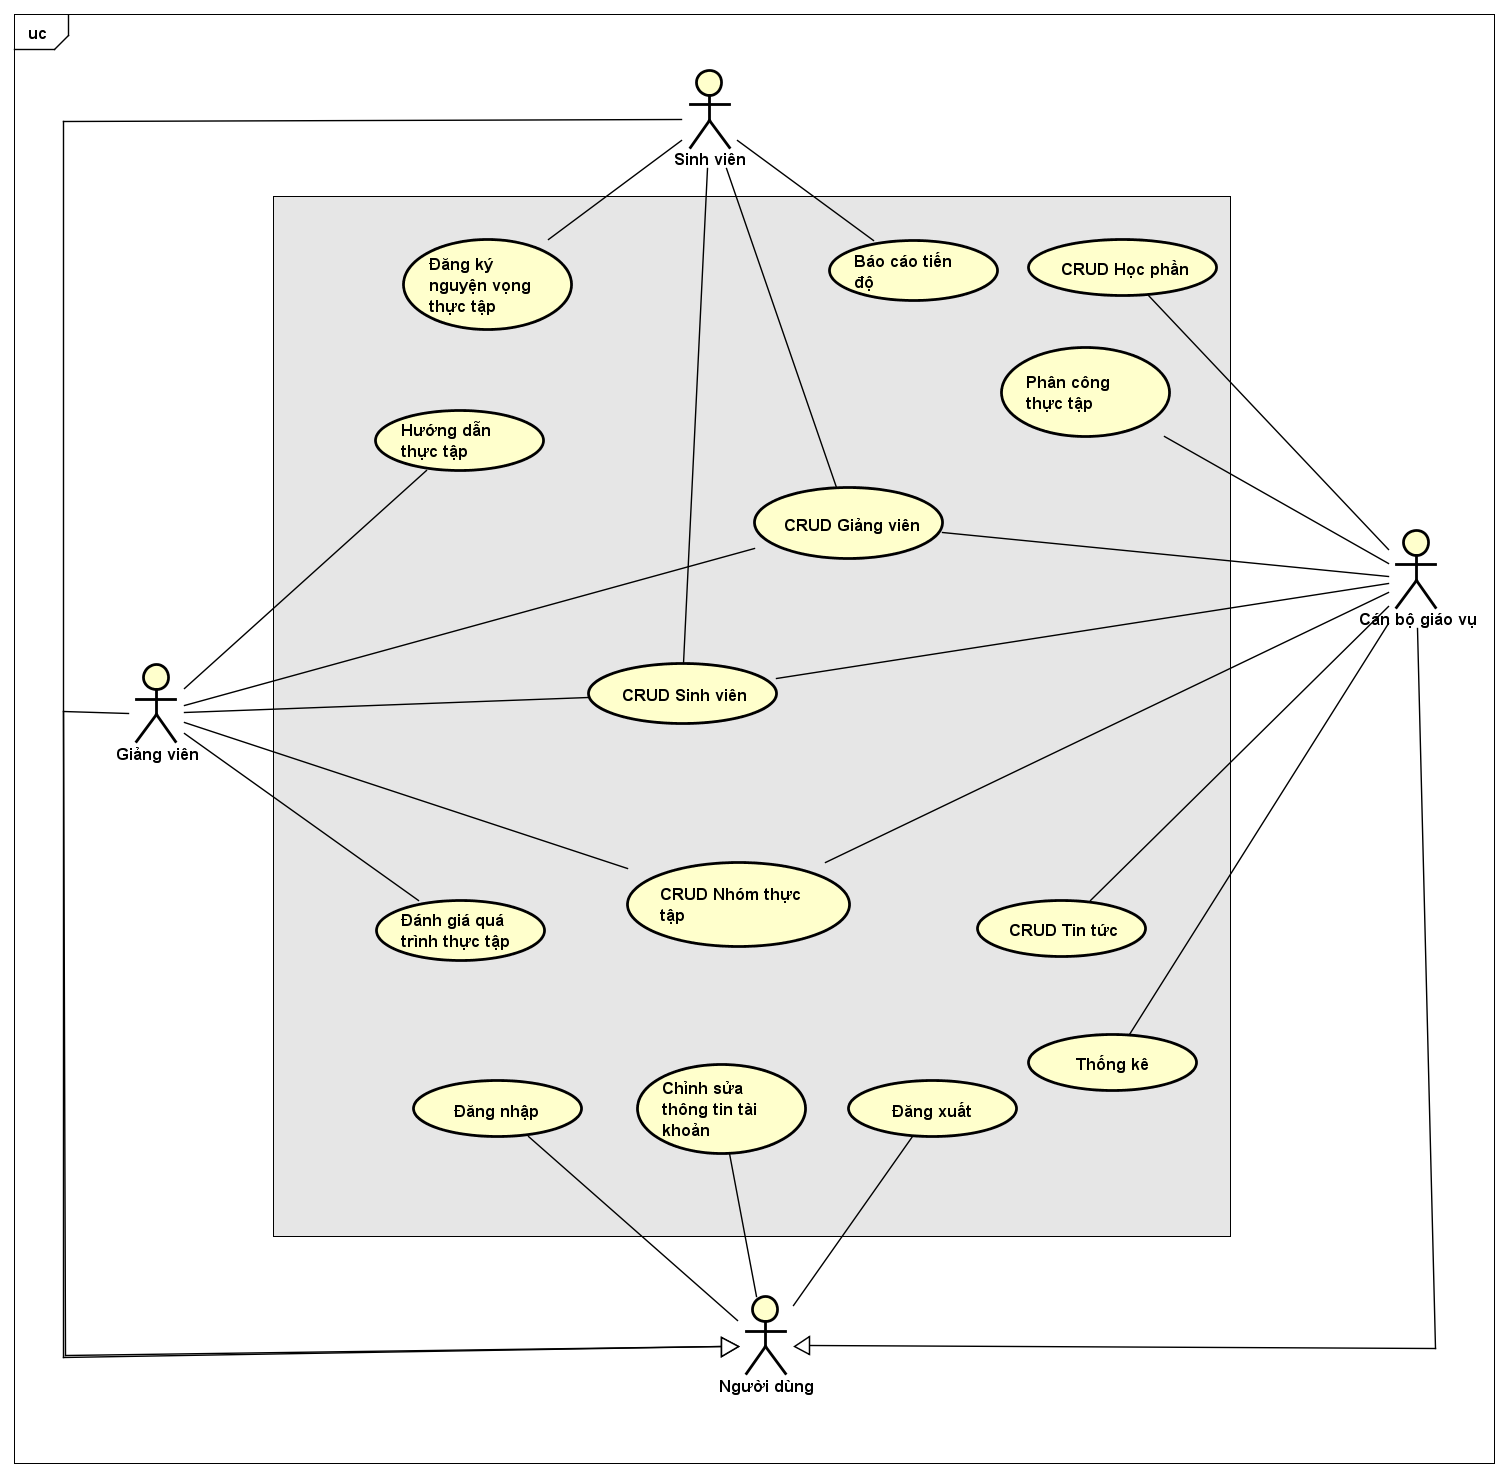 uc
Sinh viên
Đăng ký
nguyện vọng
thực tập
Báo cáo tiến
độ
CRUD Học phần
Phân công
thực tập
Hướng dẫn
thực tập
CRUD Giảng viên
Cán bộ giáo vụ
CRUD Sinh viên
Giảng viên
CRUD Nhóm thực
tập
Đánh giá quá
trình thực tập
CRUD Tin tức
Thống kê
Đăng nhập
Chỉnh sửa
thông tin tài
khoản
Đăng xuất
Người dùng